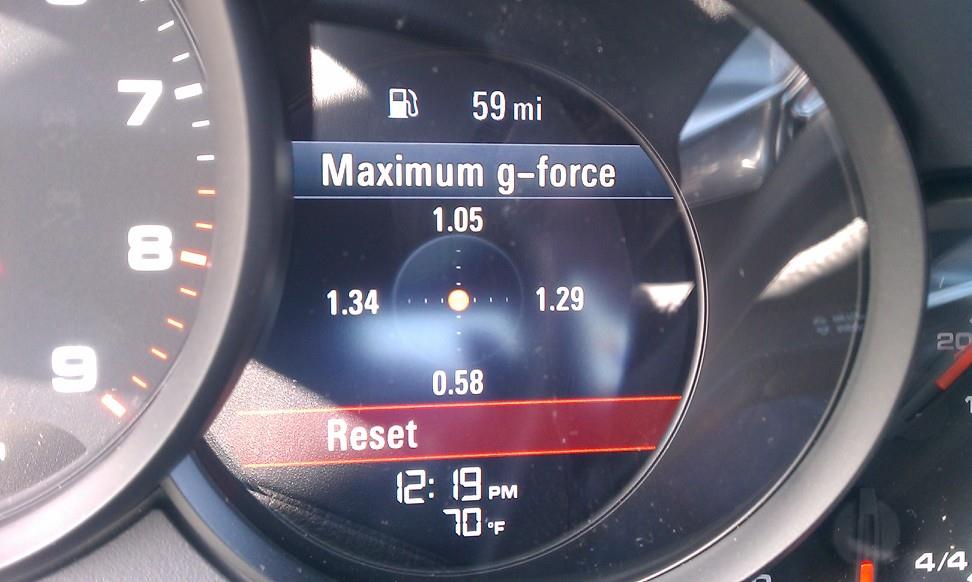 59 mi
Maximum g-force
1.05
1.34 1.29
0.58
Reset
12:19 PM
70 °F
7
8
9
20
4/4